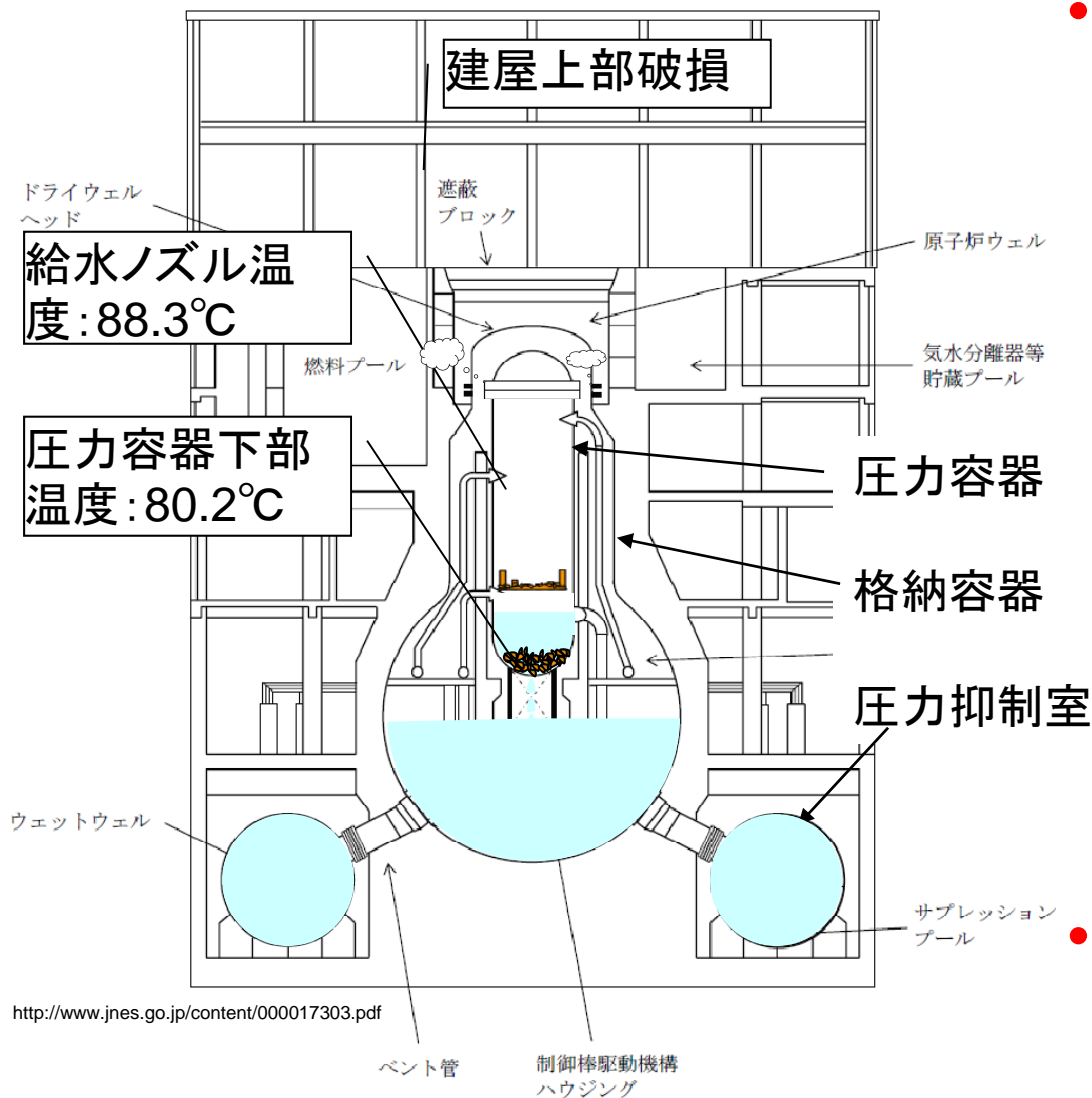 建屋上部破損
ドライウェル
ヘッド
遮蔽
ブロック
原子炉ウェル
給水ノズル温
度：88.3℃
燃料プール
気水分離器等
貯蔵プール
圧力容器下部
温度：80.2℃
圧力容器
格納容器
圧力抑制室
ウェットウェル
サプレッション
プール
http://www.jnes.go.jp/content/000017303.pdf
ベント管
制御棒駆動機構
ハウジング